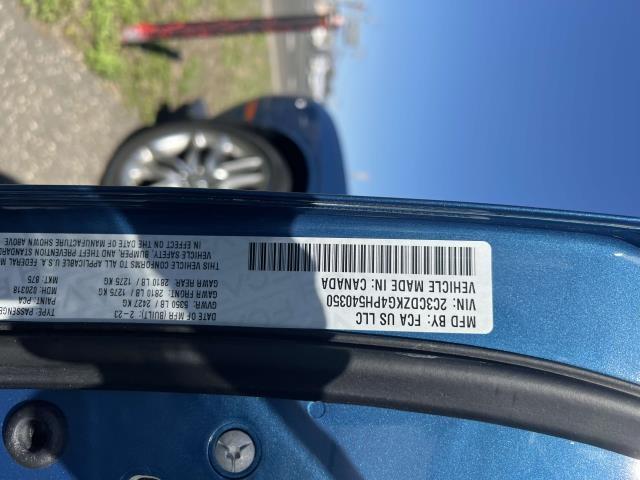 MFD BY: FCA US LLC
VIN: 2C3CDZKG4PH540350
VEHICLE MADE IN: CANADA
DATE OF MFR (BUILT): 2-23
GVWR: 5350 LB 2427 KG
GAWR FRONT: 2810 LB 1275 KG
GAWR REAR: 2810 LB 1275 KG
THIS VEHICLE CONFORMS TO ALL APPLICABLE U.S.A. FEDERAL
VEHICLE SAFETY, BUMPER, AND THEFT PREVENTION STANDARDS
IN EFFECT ON THE DATE OF MANUFACTURE SHOWN ABOVE
TYPE: PASSENGE
PAINT: PCA
MDH: 020318
MKT: 875